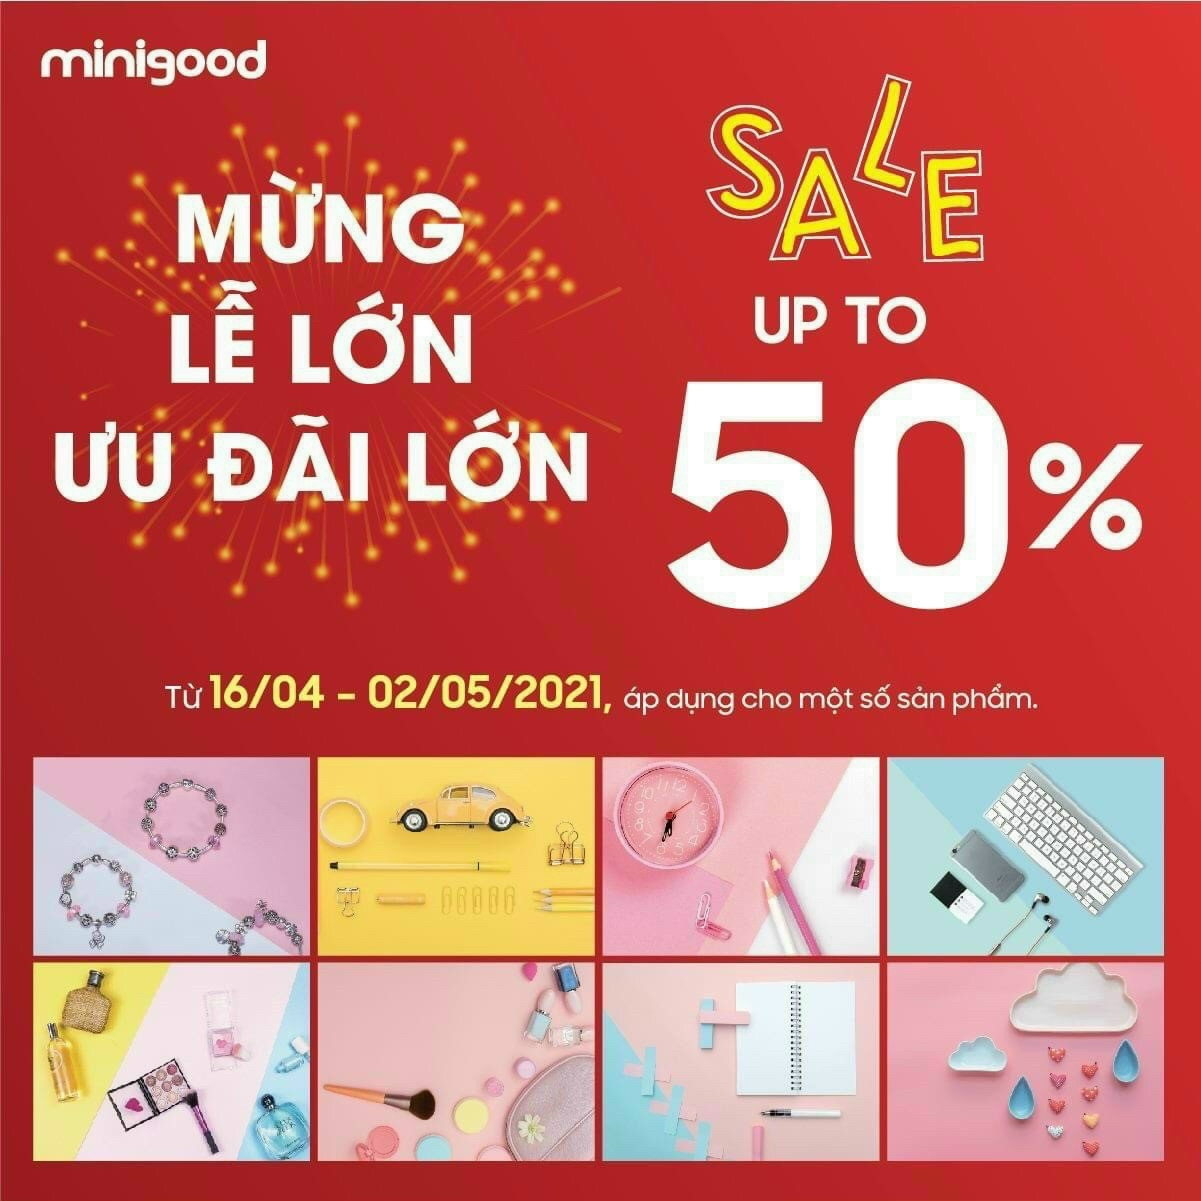 minigood
MỪNG
LỄ LỚN
ƯU ĐÃI LỚN
SALE
UP TO
50%
Từ 16/04 - 02/05/2021, áp dụng cho một số sản phẩm.